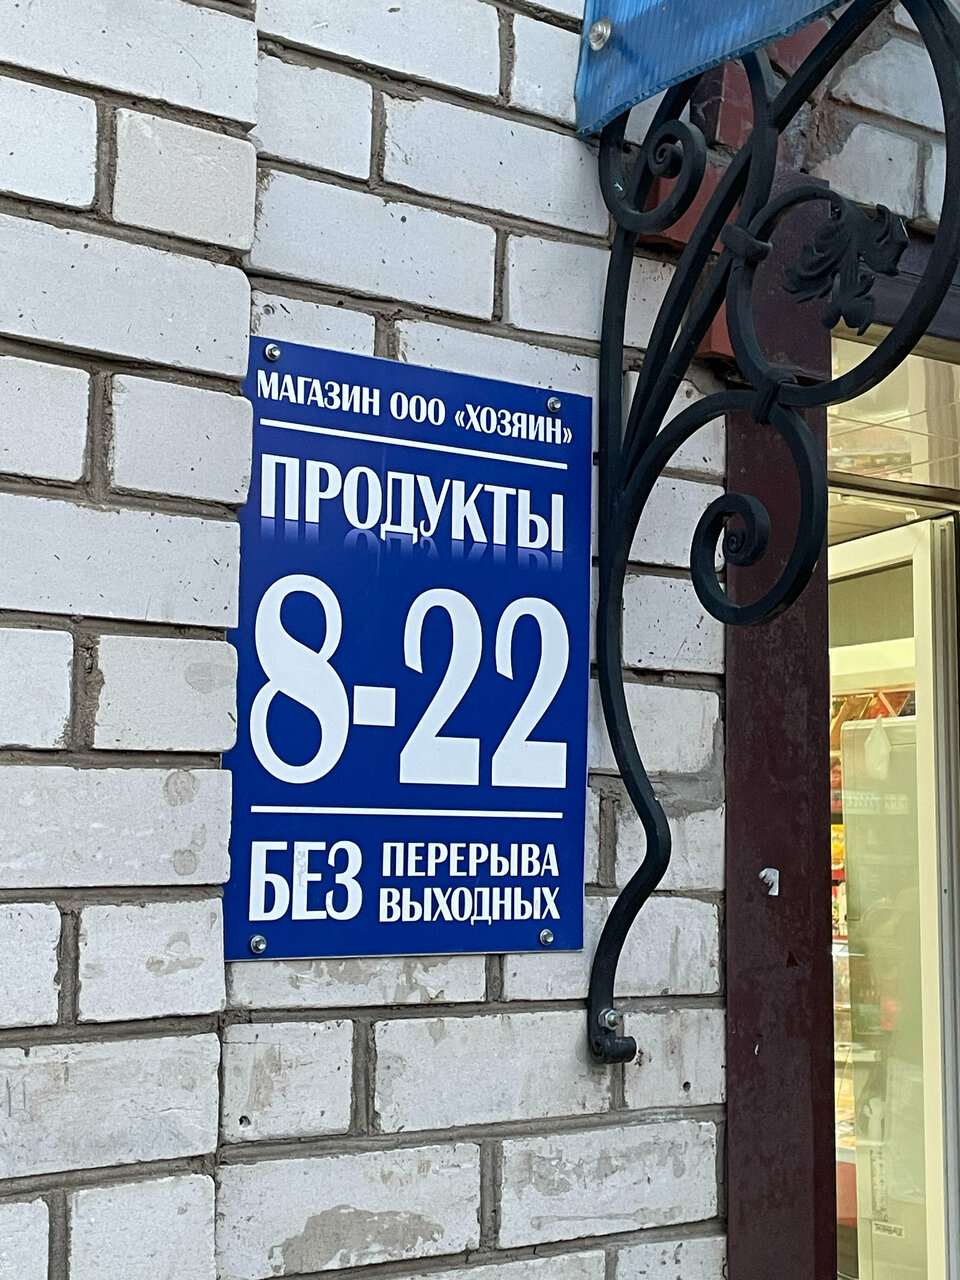 МАГАЗИН ООО «ХОЗЯИН»
ПРОДУКТЫ
8-22
БЕЗ ПЕРЕРЫВА
ВЫХОДНЫХ